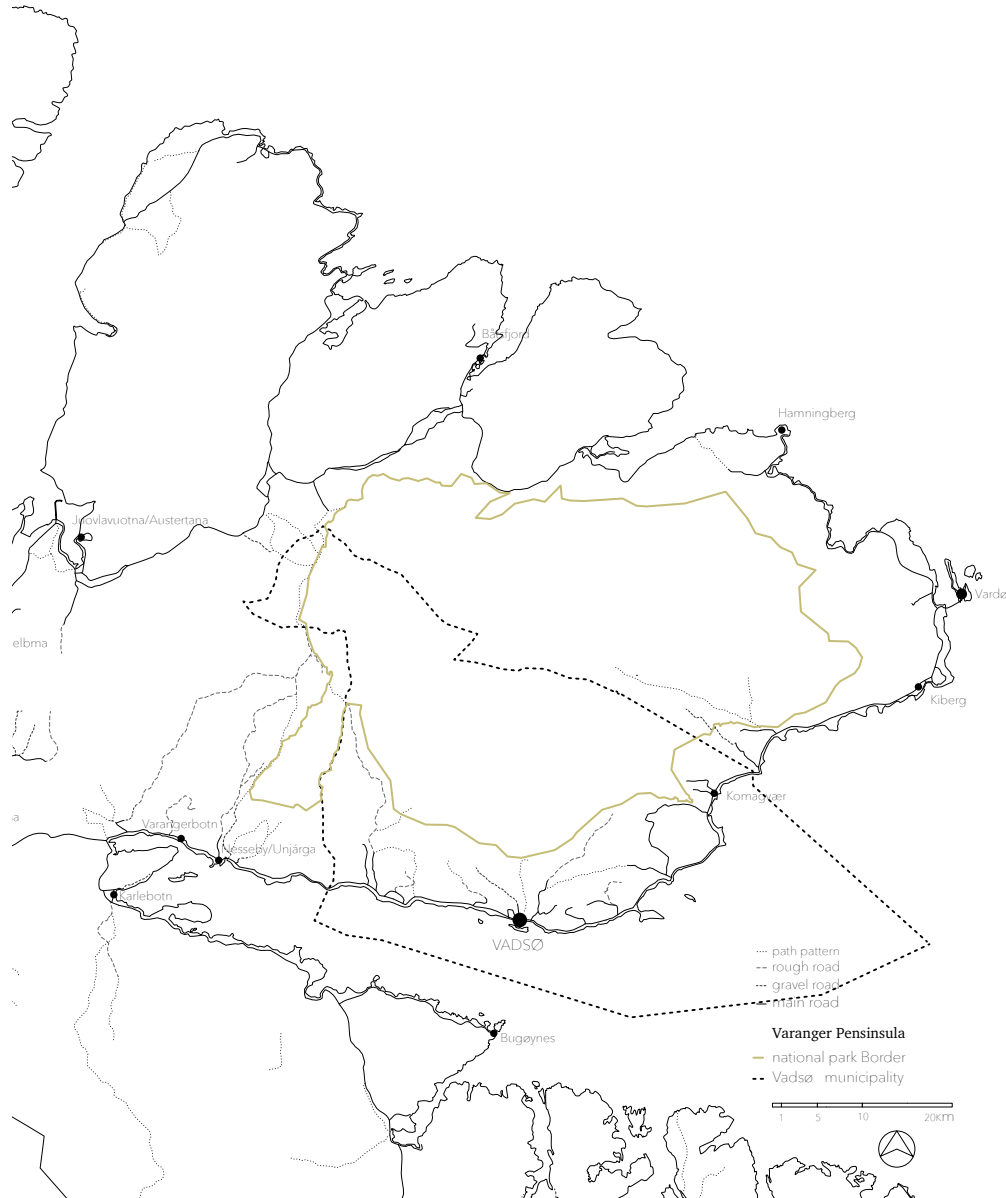 Båtsfjord
Hamningberg
Juovlavuotna/Austertana
Vardø
elbma
Kiberg
Komagvær
a
Varangerbotn
Nesseby/Unjárga
Karlebotn
VADSØ
path pattern
rough road
gravel road
main road
Bugøynes
Varanger Pensinsula
national park Border
Vadsø municipality
1 5 10 20Km